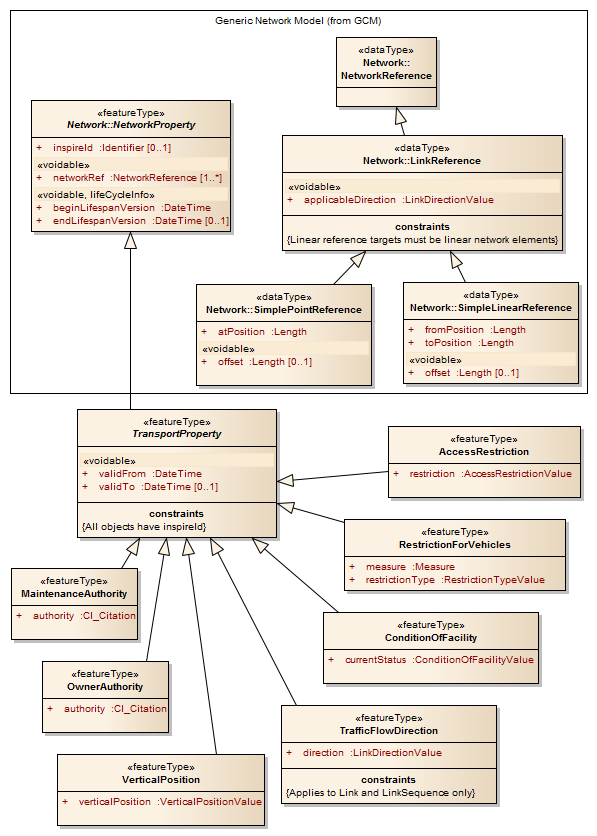 Generic Network Model (from GCM)
«dataType»
Network::
NetworkReference
«featureType»
Network::NetworkProperty
+ inspireId :Identifier [0..1]
«voidable»
+ networkRef :NetworkReference [1..*]
«voidable, lifeCycleInfo»
+ beginLifespanVersion :DateTime
+ endLifespanVersion :DateTime [0..1]
«dataType»
Network::LinkReference
«voidable»
+ applicableDirection :LinkDirectionValue
constraints
{Linear reference targets must be linear network elements}
«dataType»
Network::SimplePointReference
+ atPosition :Length
«voidable»
+ offset :Length [0..1]
«dataType»
Network::SimpleLinearReference
+ fromPosition :Length
+ toPosition :Length
«voidable»
+ offset :Length [0..1]
«featureType»
TransportProperty
«voidable»
+ validFrom :DateTime
+ validTo :DateTime [0..1]
constraints
{All objects have inspireId}
«featureType»
AccessRestriction
+ restriction :AccessRestrictionValue
«featureType»
RestrictionForVehicles
+ measure :Measure
+ restrictionType :RestrictionTypeValue
«featureType»
MaintenanceAuthority
+ authority :CI_Citation
«featureType»
ConditionOfFacility
+ currentStatus :ConditionOfFacilityValue
«featureType»
OwnerAuthority
+ authority :CI_Citation
«featureType»
TrafficFlowDirection
+ direction :LinkDirectionValue
constraints
{Applies to Link and LinkSequence only}
«featureType»
VerticalPosition
+ verticalPosition :VerticalPositionValue